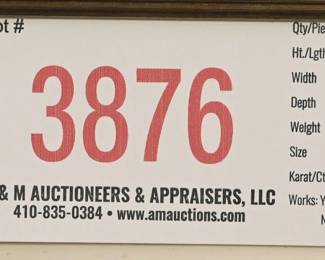 ot #
3876
& M AUCTIONEERS & APPRAISERS, LLC
410-835-0384 • www.amauctions.com
Qty/Pie
Ht./Lgth
Width
Depth
Weight
Size
Karat/Ct
Works: Y
N